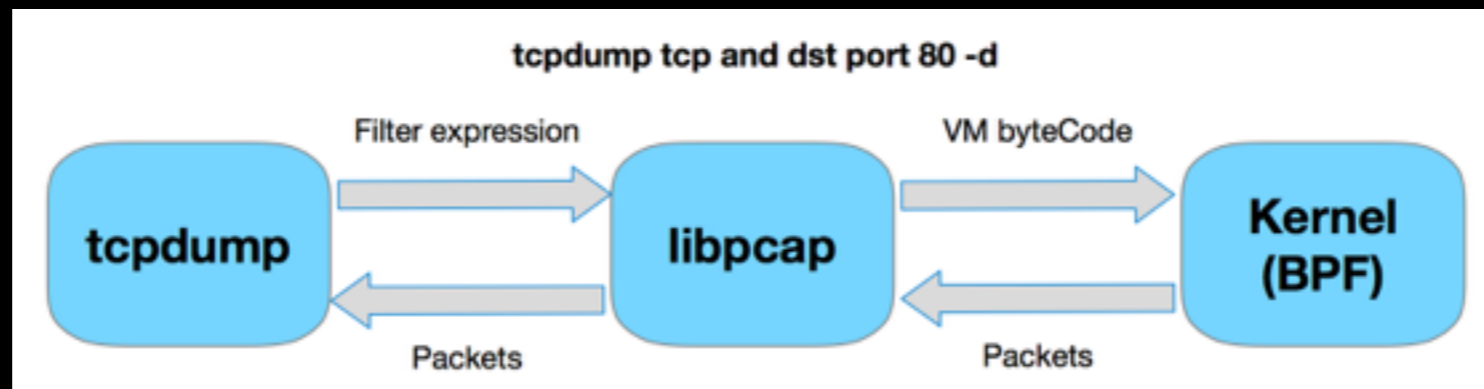 tcpdump tcp and dst port 80 -d
Filter expression
VM byteCode
tcpdump
libpcap
Kernel
(BPF)
Packets
Packets